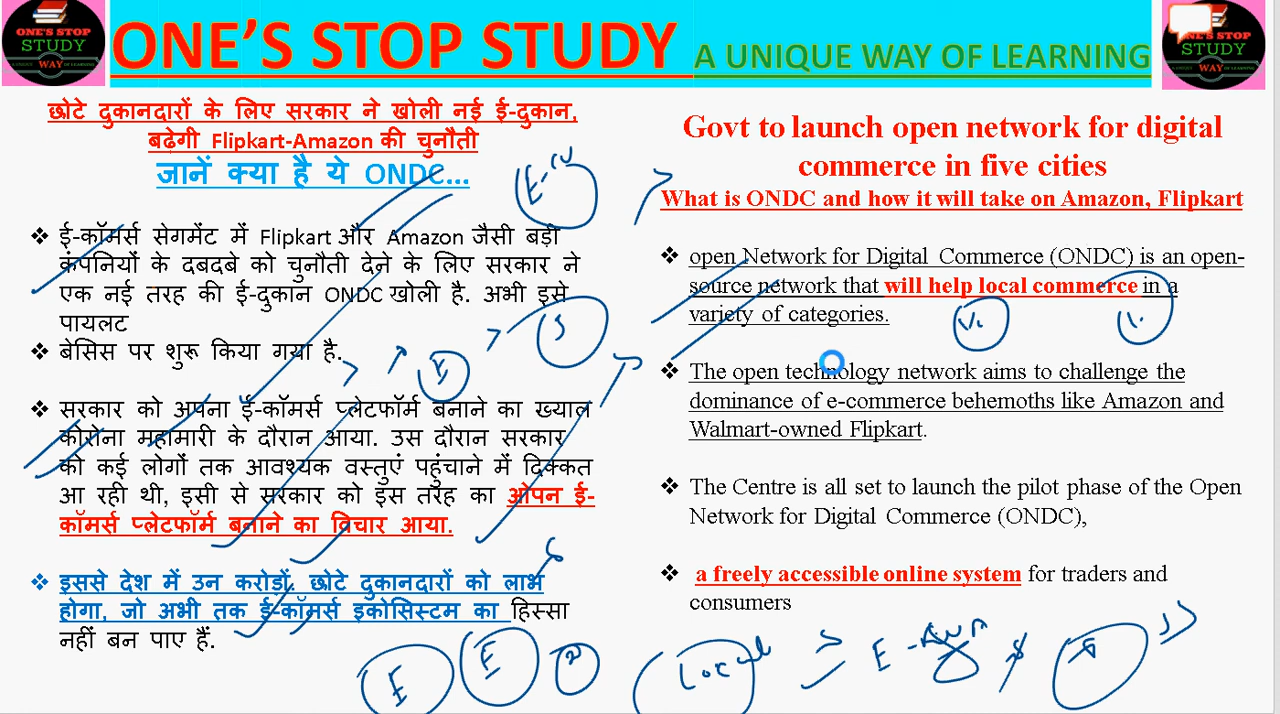 ONE'S STOP
STUDY
WAY
ONE'S STOP STUDY A UNIQUE WAY OF LEARNING
STOP
STUDY
WAY OF LEARNING
छोटे दुकानदारों के लिए सरकार ने खोली नई ई-दुकान,
बढ़ेगी Flipkart-Amazon की चुनौती
जानें क्या है ये ONDC...
❖ ई-कॉमर्स सेगमेंट में Flipkart और Amazon जैसी बड़ी
कंपनियों के दबदबे को चुनौती देने के लिए सरकार ने
एक नई तरह की ई-दुकान ONDC खोली है. अभी इसे
पायलट
❖ बेसिस पर शुरू किया गया है.
❖ सरकार को अपना ई-कॉमर्स प्लेटफॉर्म बनाने का ख्याल
कोरोना महामारी के दौरान आया. उस दौरान सरकार
को कई लोगों तक आवश्यक वस्तुएं पहुंचाने में दिक्कत
आ रही थी, इसी से सरकार को इस तरह का ओपन ई-
कॉमर्स प्लेटफॉर्म बनाने का विचार आया.
❖ इससे देश में उन करोड़ों, छोटे दुकानदारों को लाभ
होगा, जो अभी तक ई-कॉमर्स इकोसिस्टम का हिस्सा
नहीं बन पाए हैं.
Govt to launch open network for digital
commerce in five cities
What is ONDC and how it will take on Amazon, Flipkart
❖ open Network for Digital Commerce (ONDC) is an open-
source network that will help local commerce in a
variety of categories.
❖ The open technology network aims to challenge the
dominance of e-commerce behemoths like Amazon and
Walmart-owned Flipkart.
❖ The Centre is all set to launch the pilot phase of the Open
Network for Digital Commerce (ONDC),
❖ a freely accessible online system for traders and
consumers
E
E
Local